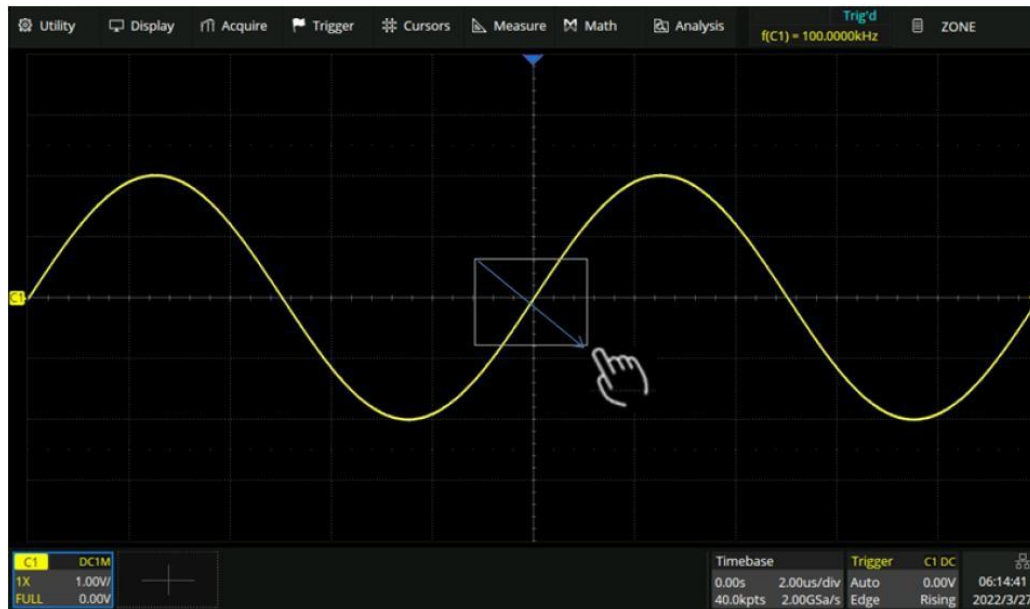 Utility Display Acquire Trigger Cursors Measure Math Analysis Trig'd ZONE
f(C1) = 100.0000kHz
C1
C1 DC1M
1X 1.00V/
FULL 0.00V
Timebase
0.00s 2.00us/div
40.0kpts 2.00GSa/s
Trigger C1 DC
Auto 0.00V
Edge Rising
06:14:41
2022/3/27